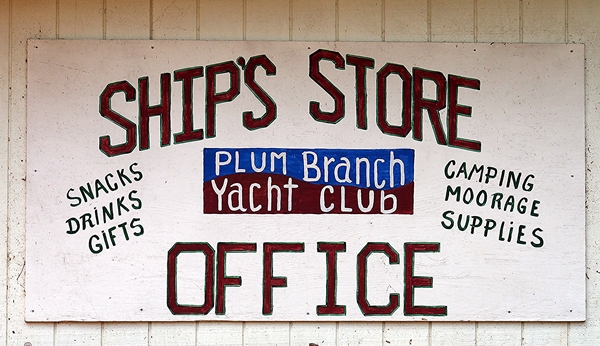 SHIP'S STORE
PLUM Branch
Yacht CLUb
SNACKS
DRiNKS
GiFTS
CAMPiNG
MOORAGE
SUPPLiES
OFFICE